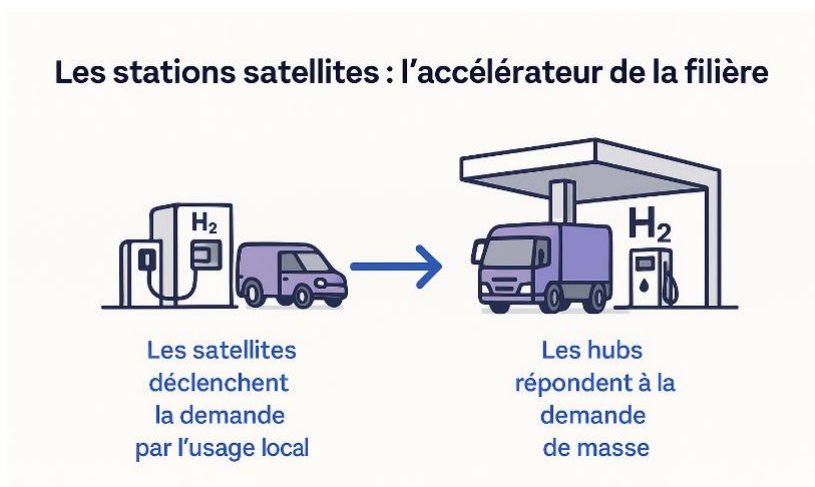 Les stations satellites : l'accélérateur de la filière
H₂
H₂
Les satellites
déclenchent
la demande
par l'usage local
Les hubs
répondent à la
demande
de masse